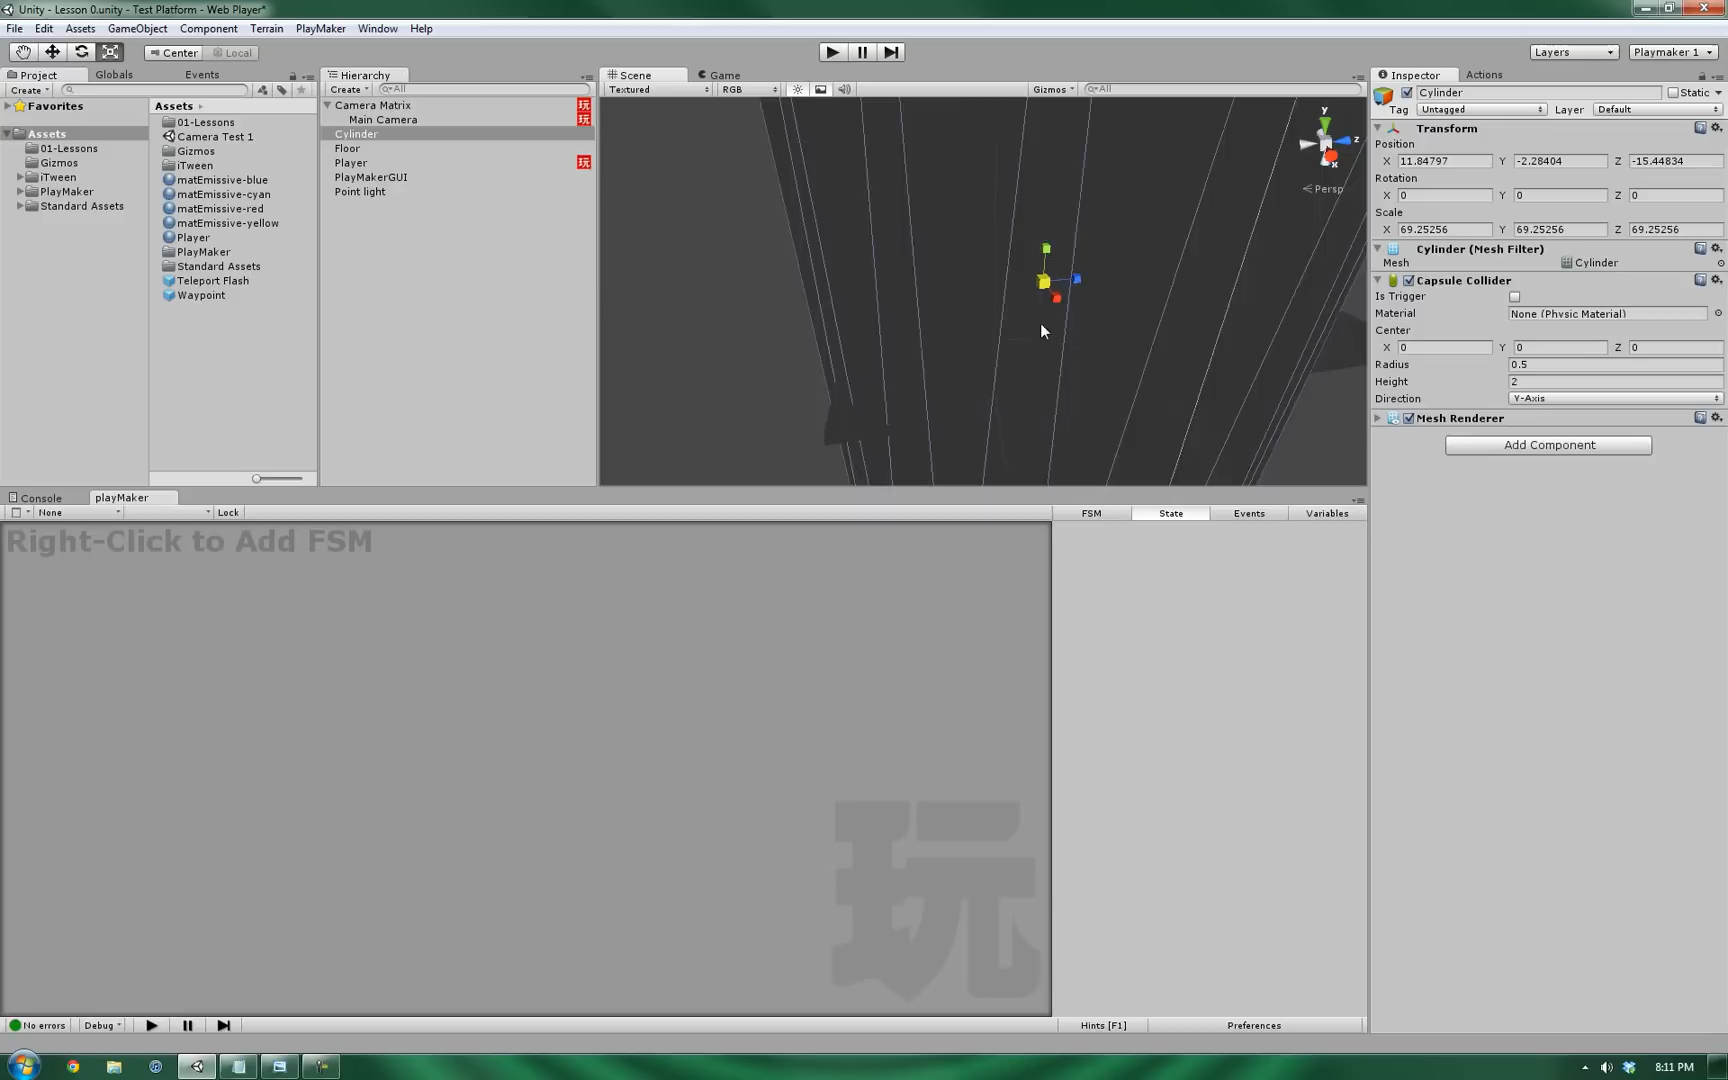 Unity - Lesson 0.unity - Test Platform - Web Player*
File Edit Assets GameObject Component Terrain PlayMaker Window Help
Center Local Layers Playmaker 1
Project Globals Events
Create
Favorites
Assets
01-Lessons
Gizmos
iTween
PlayMaker
Standard Assets
Assets
01-Lessons
Camera Test 1
Gizmos
iTween
matEmissive-blue
matEmissive-cyan
matEmissive-red
matEmissive-yellow
Player
PlayMaker
Standard Assets
Teleport Flash
Waypoint
Hierarchy
Create All
Camera Matrix 玩
Main Camera 玩
Cylinder
Floor
Player 玩
PlayMakerGUI
Point light
Scene Game
Textured RGB Gizmos All
y
z
x
Persp
Inspector Actions
Cylinder Static
Tag Untagged Layer Default
Transform
Position
X 11.84797 Y -2.28404 Z -15.44834
Rotation
X 0 Y 0 Z 0
Scale
X 69.25256 Y 69.25256 Z 69.25256
Cylinder (Mesh Filter)
Mesh Cylinder
Capsule Collider
Is Trigger
Material None (Physic Material)
Center
X 0 Y 0 Z 0
Radius 0.5
Height 2
Direction Y-Axis
Mesh Renderer
Add Component
Console playMaker
None Lock FSM State Events Variables
Right-Click to Add FSM
玩
No errors Debug Hints [F1] Preferences
8:11 PM